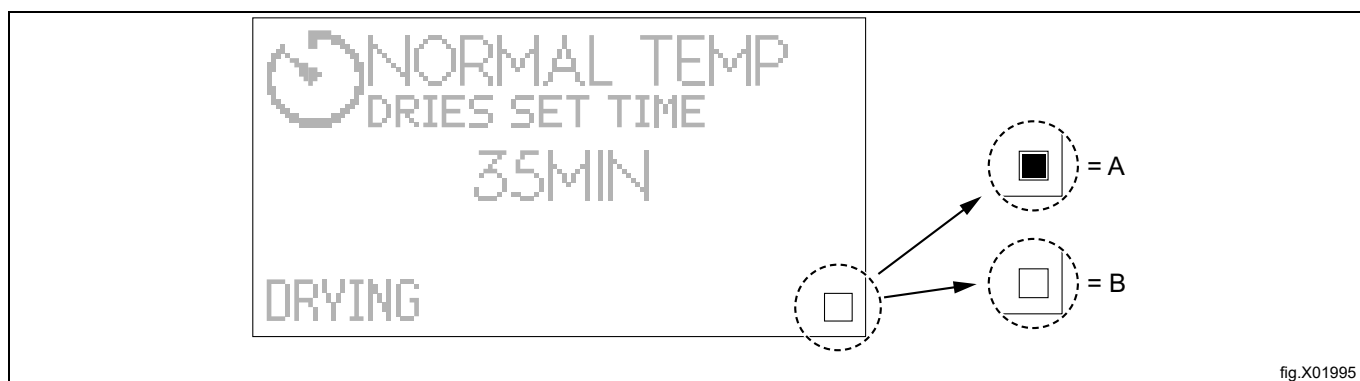 NORMAL TEMP
DRIES SET TIME
35MIN
DRYING
= A
= B
fig.X01995